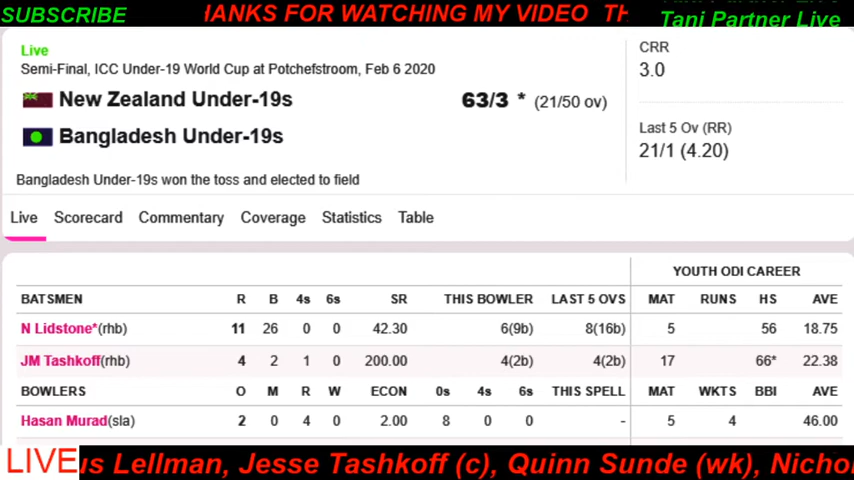 SUBSCRIBE
HANKS FOR WATCHING MY VIDEO TH
Tani Partner Live
Live
Semi-Final, ICC Under-19 World Cup at Potchefstroom, Feb 6 2020
New Zealand Under-19s 63/3 * (21/50 ov)
Bangladesh Under-19s
Bangladesh Under-19s won the toss and elected to field
CRR
3.0
Last 5 Ov (RR)
21/1 (4.20)
Live Scorecard Commentary Coverage Statistics Table
YOUTH ODI CAREER
BATSMEN R B 4s 6s SR THIS BOWLER LAST 5 OVS MAT RUNS HS AVE
N Lidstone*(rhb) 11 26 0 0 42.30 6(9b) 8(16b) 5 56 18.75
JM Tashkoff(rhb) 4 2 1 0 200.00 4(2b) 4(2b) 17 66* 22.38
BOWLERS O M R W ECON 0s 4s 6s THIS SPELL MAT WKTS BBI AVE
Hasan Murad(sla) 2 0 4 0 2.00 8 0 0 - 5 4 46.00
LIVE us Lellman, Jesse Tashkoff (c), Quinn Sunde (wk), Nicho